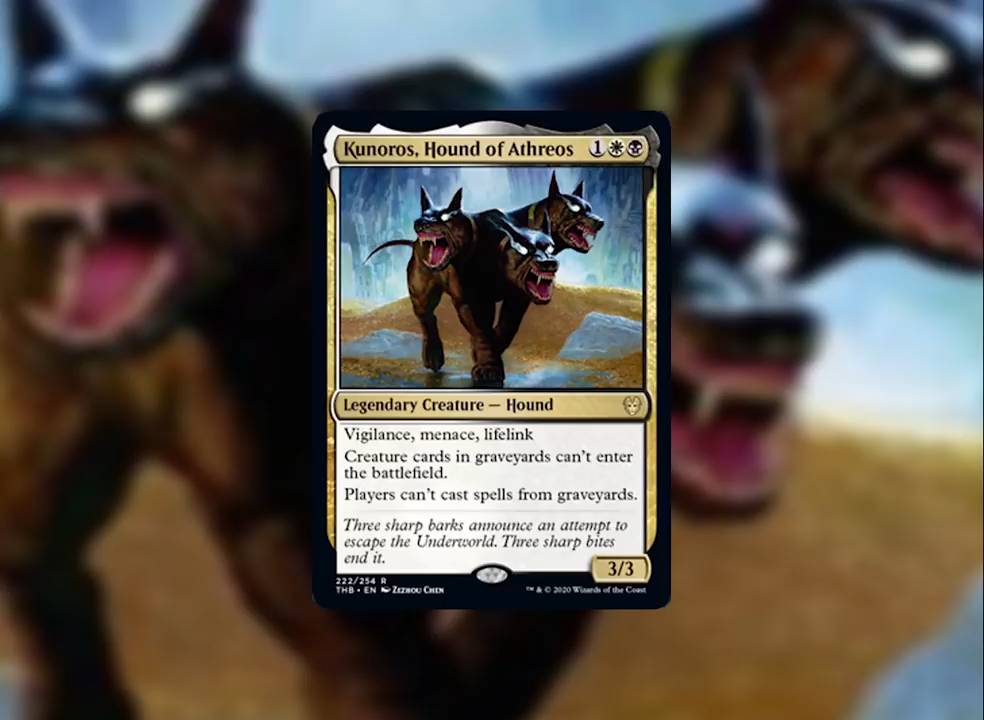 Kunoros, Hound of Athreos 1
Legendary Creature — Hound
Vigilance, menace, lifelink
Creature cards in graveyards can't enter
the battlefield.
Players can't cast spells from graveyards.
Three sharp barks announce an attempt to
escape the Underworld. Three sharp bites
end it.
3/3
222/254 R
THB • EN Zezhou Chen
™ & © 2020 Wizards of the Coast